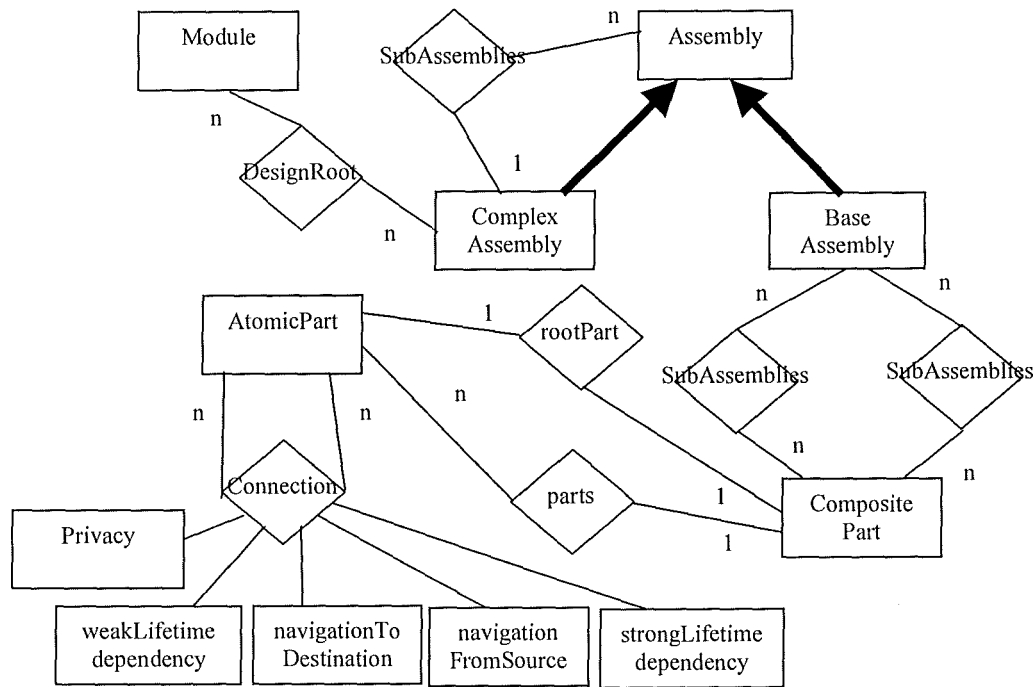 Module
n
Assembly
SubAssemblies
n
DesignRoot
1
n
Complex
Assembly
Base
Assembly
n
n
AtomicPart
1
rootPart
SubAssemblies
SubAssemblies
n
n
n
n
n
Connection
parts
1
1
Composite
Part
Privacy
weakLifetime
dependency
navigationTo
Destination
navigation
FromSource
strongLifetime
dependency